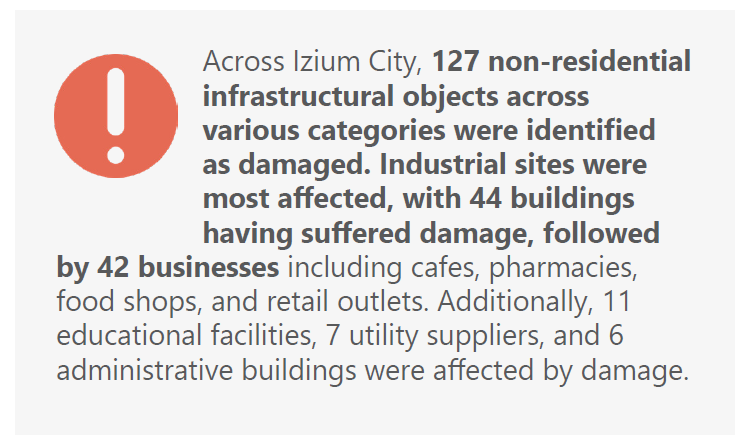 Across Izium City, 127 non-residential
infrastructural objects across
various categories were identified
as damaged. Industrial sites were
most affected, with 44 buildings
having suffered damage, followed
by 42 businesses including cafes, pharmacies,
food shops, and retail outlets. Additionally, 11
educational facilities, 7 utility suppliers, and 6
administrative buildings were affected by damage.